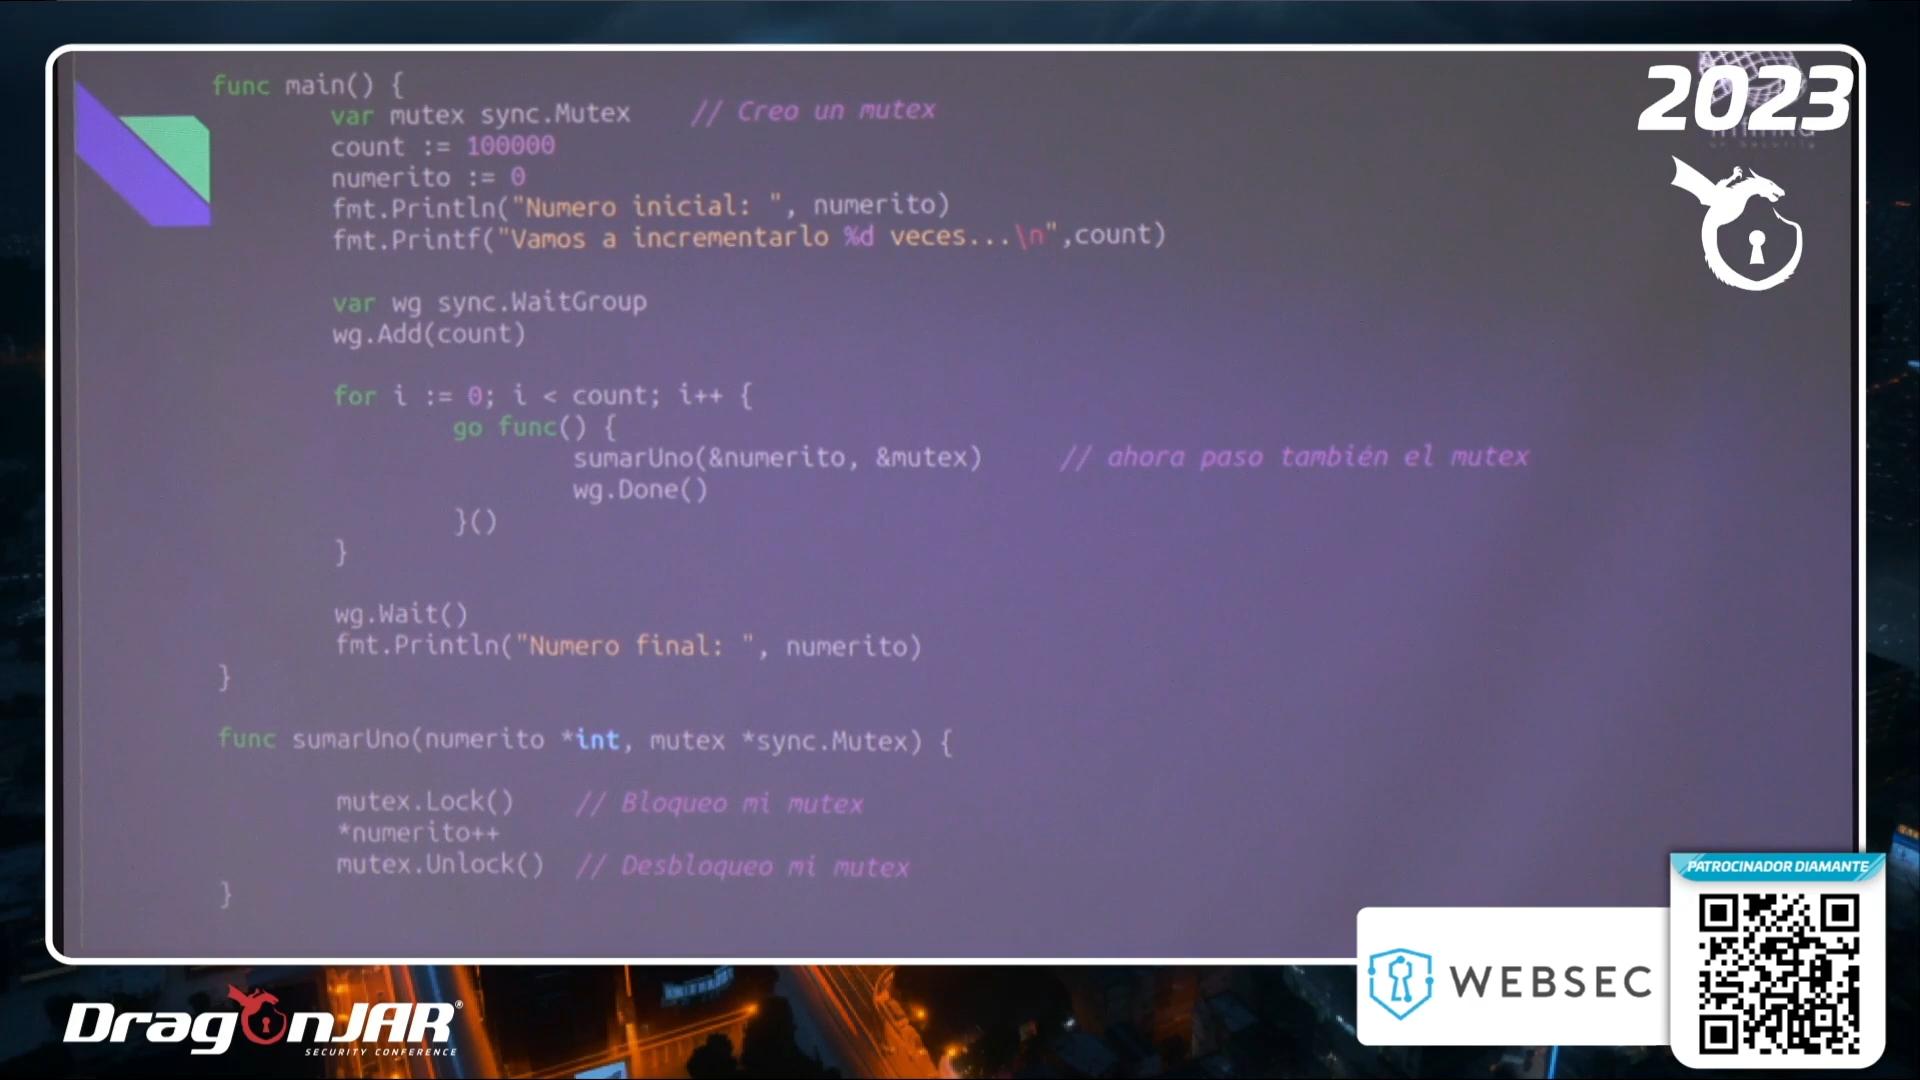 func main() {
var mutex sync.Mutex // Creo un mutex
count := 100000
numerito := 0
fmt.Println("Numero inicial: ", numerito)
fmt.Printf("Vamos a incrementarlo %d veces...\n",count)
var wg sync.WaitGroup
wg.Add(count)
for i := 0; i < count; i++ {
go func() {
sumarUno(&numerito, &mutex) // ahora paso también el mutex
wg.Done()
}()
}
wg.Wait()
fmt.Println("Numero final: ", numerito)
}
func sumarUno(numerito *int, mutex *sync.Mutex) {
mutex.Lock() // Bloqueo mi mutex
*numerito++
mutex.Unlock() // Desbloqueo mi mutex
}
2023
PATROCINADOR DIAMANTE
WEBSEC
DragonJAR®
SECURITY CONFERENCE